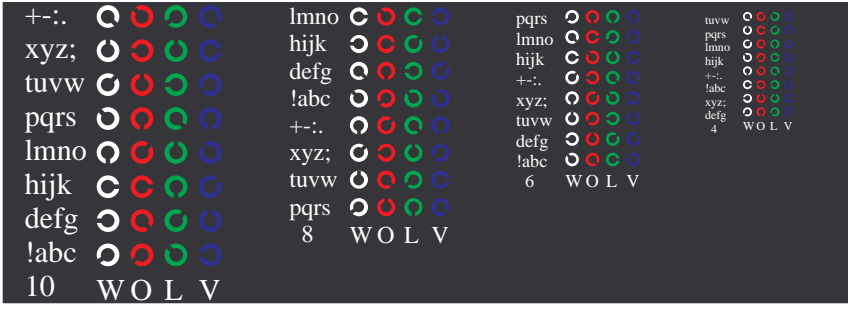 +-:.
xyz;
tuvw
pqrs
lmno
hijk
defg
!abc
10 W O L V
lmno
hijk
defg
!abc
+-:.
xyz;
tuvw
pqrs
8 W O L V
pqrs
lmno
hijk
+-:.
xyz;
tuvw
defg
!abc
6 W O L V
tuvw
pqrs
lmno
hijk
+-:.
!abc
xyz;
defg
4 W O L V